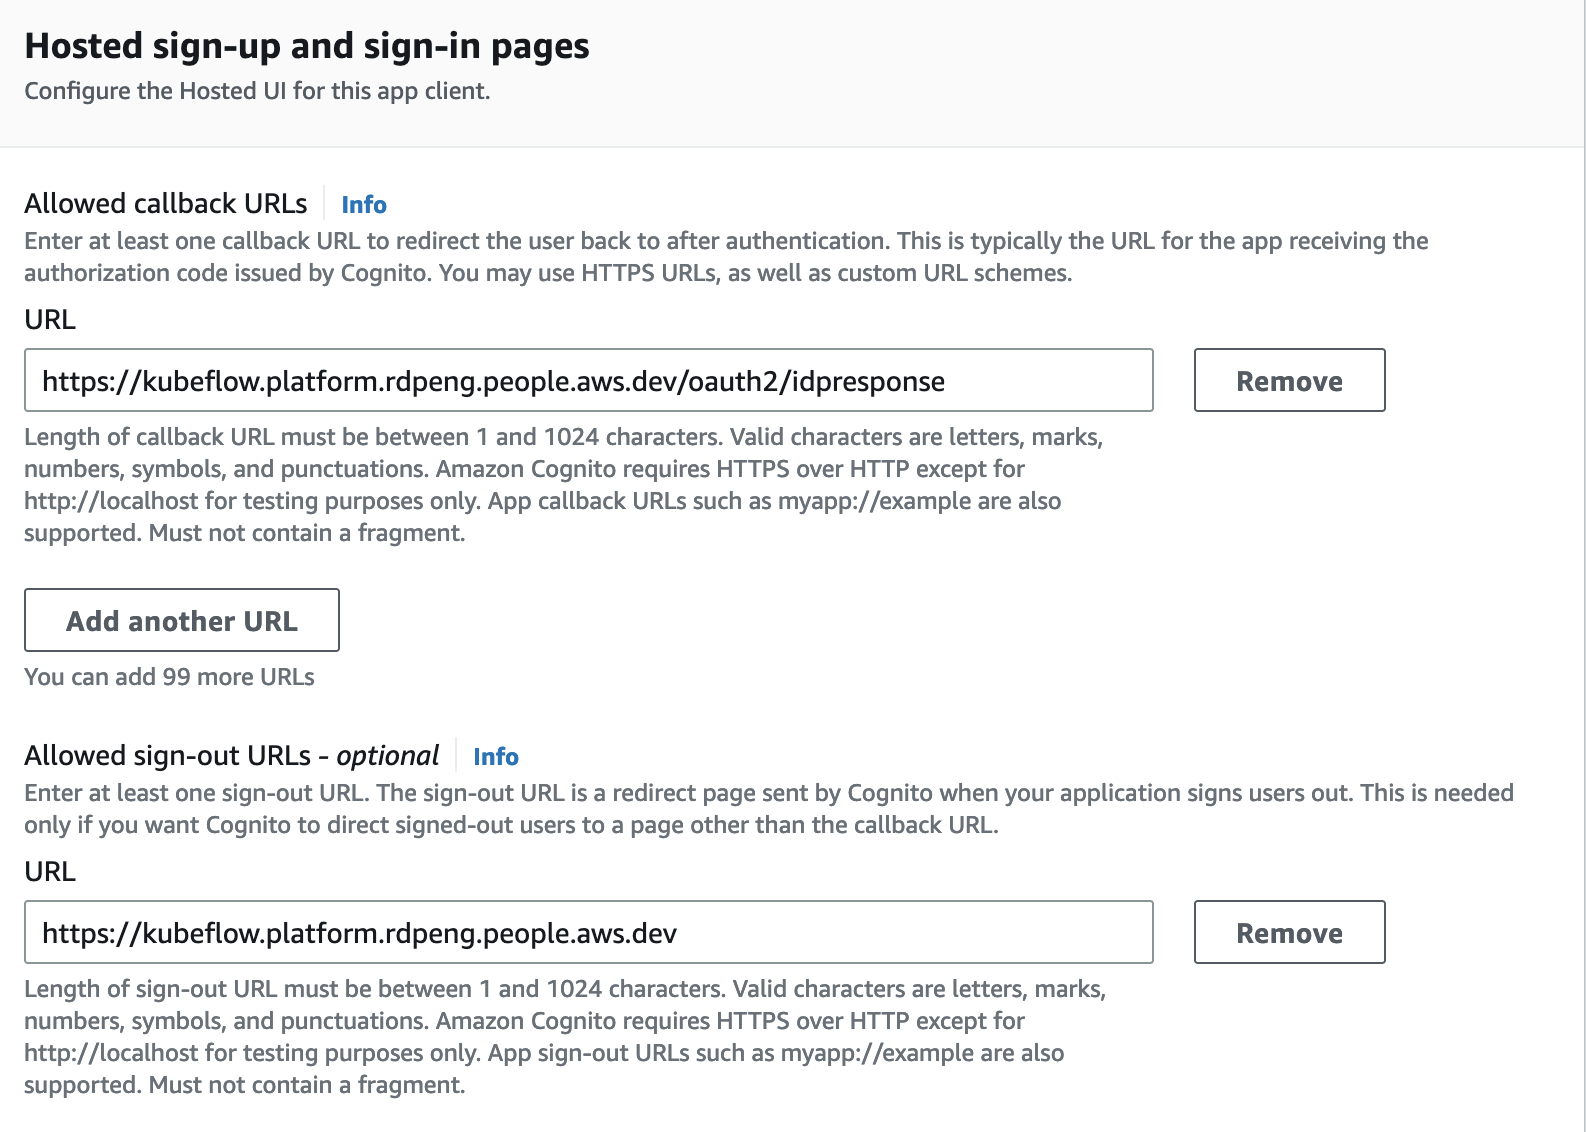 Hosted sign-up and sign-in pages
Configure the Hosted UI for this app client.
Allowed callback URLs Info
Enter at least one callback URL to redirect the user back to after authentication. This is typically the URL for the app receiving the
authorization code issued by Cognito. You may use HTTPS URLs, as well as custom URL schemes.
URL
https://kubeflow.platform.rdpeng.people.aws.dev/oauth2/idpresponse Remove
Length of callback URL must be between 1 and 1024 characters. Valid characters are letters, marks,
numbers, symbols, and punctuations. Amazon Cognito requires HTTPS over HTTP except for
http://localhost for testing purposes only. App callback URLs such as myapp://example are also
supported. Must not contain a fragment.
Add another URL
You can add 99 more URLs
Allowed sign-out URLs - optional Info
Enter at least one sign-out URL. The sign-out URL is a redirect page sent by Cognito when your application signs users out. This is needed
only if you want Cognito to direct signed-out users to a page other than the callback URL.
URL
https://kubeflow.platform.rdpeng.people.aws.dev Remove
Length of sign-out URL must be between 1 and 1024 characters. Valid characters are letters, marks,
numbers, symbols, and punctuations. Amazon Cognito requires HTTPS over HTTP except for
http://localhost for testing purposes only. App sign-out URLs such as myapp://example are also
supported. Must not contain a fragment.